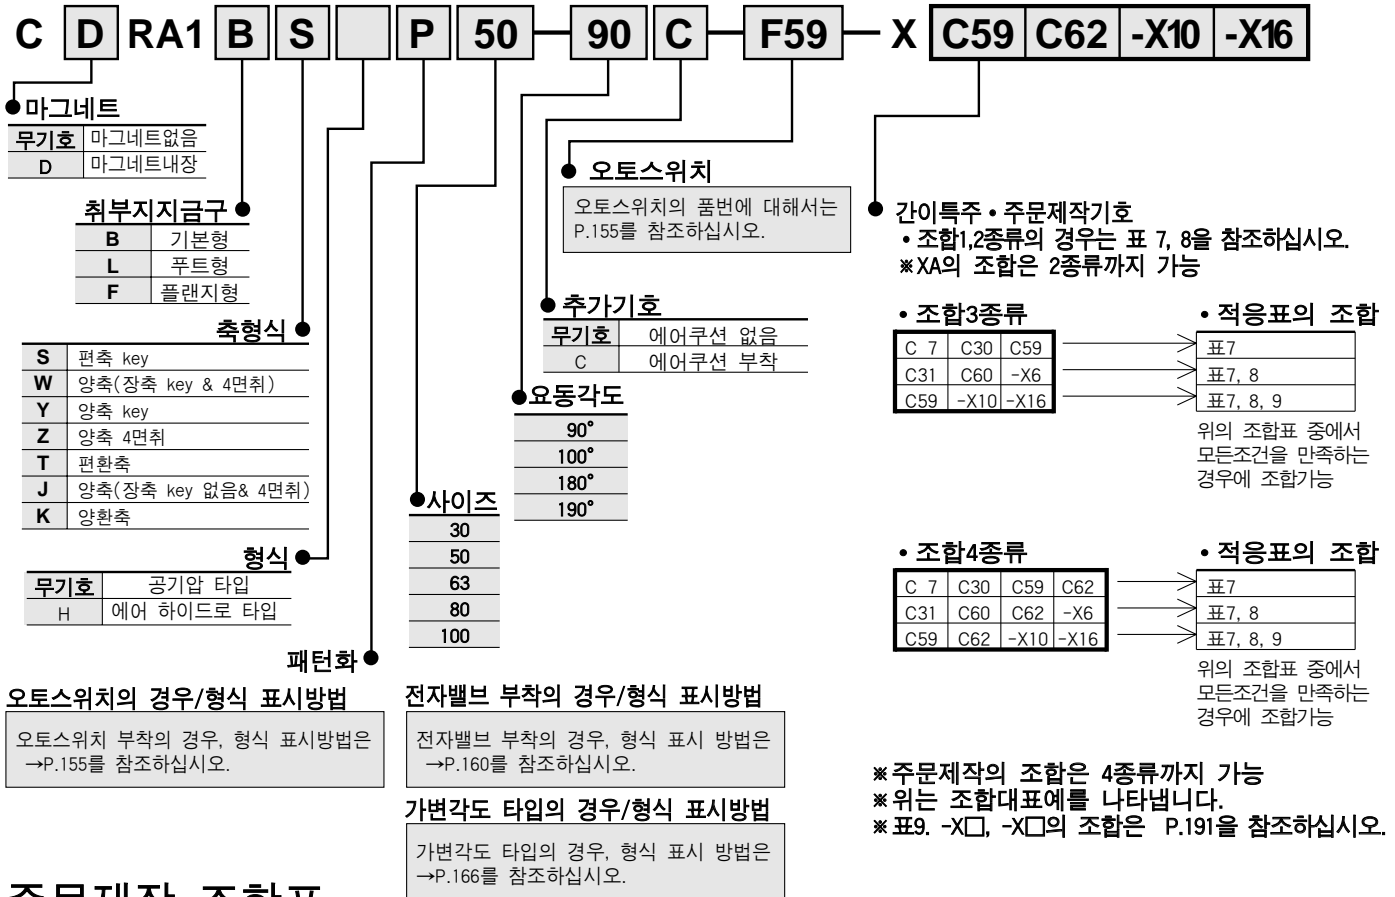 C D RA1 B S P 50 - 90 C - F59 - X C59 C62 -X10 -X16
마그네트
무기호 마그네트없음
D 마그네트내장
취부지지금구
B 기본형
L 푸트형
F 플랜지형
축형식
S 편축 key
W 양축(장축 key & 4면취)
Y 양축 key
Z 양축 4면취
T 편환축
J 양축(장축 key 없음& 4면취)
K 양환축
형식
무기호 공기압 타입
H 에어 하이드로 타입
패턴화
사이즈
30
50
63
80
100
요동각도
90°
100°
180°
190°
추가기호
무기호 에어쿠션 없음
C 에어쿠션 부착
오토스위치
오토스위치의 품번에 대해서는
P.155를 참조하십시오.
간이특주 • 주문제작기호
• 조합1,2종류의 경우는 표 7, 8을 참조하십시오.
※XA의 조합은 2종류까지 가능
• 조합3종류
C 7 C30 C59
C31 C60 -X6
C59 -X10 -X16
• 적응표의 조합
표7
표7, 8
표7, 8, 9
위의 조합표 중에서
모든조건을 만족하는
경우에 조합가능
• 조합4종류
C 7 C30 C59 C62
C31 C60 C62 -X6
C59 C62 -X10 -X16
• 적응표의 조합
표7
표7, 8
표7, 8, 9
위의 조합표 중에서
모든조건을 만족하는
경우에 조합가능
※주문제작의 조합은 4종류까지 가능
※위는 조합대표예를 나타냅니다.
※표9. -X□, -X□의 조합은 P.191을 참조하십시오.
오토스위치의 경우/형식 표시방법
오토스위치 부착의 경우, 형식 표시방법은
→P.155를 참조하십시오.
전자밸브 부착의 경우/형식 표시방법
전자밸브 부착의 경우, 형식 표시 방법은
→P.160를 참조하십시오.
가변각도 타입의 경우/형식 표시방법
가변각도 타입의 경우, 형식 표시 방법은
→P.166를 참조하십시오.